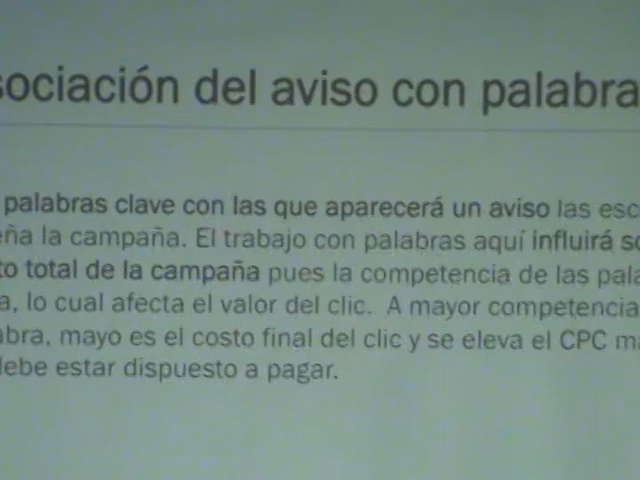 sociación del aviso con palabra
palabras clave con las que aparecerá un aviso las esc
eña la campaña. El trabajo con palabras aquí influirá so
to total de la campaña pues la competencia de las pala
a, lo cual afecta el valor del clic. A mayor competencia
abra, mayo es el costo final del clic y se eleva el CPC m
debe estar dispuesto a pagar.